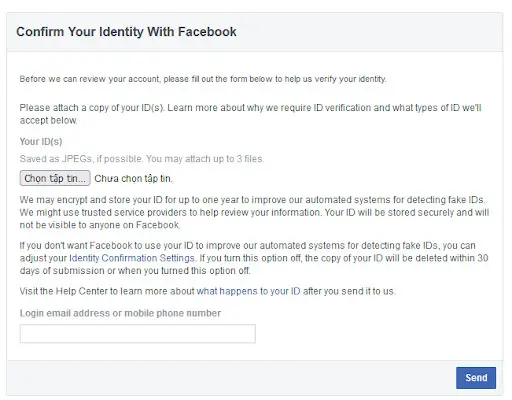 Confirm Your Identity With Facebook
Before we can review your account, please fill out the form below to help us verify your identity.
Please attach a copy of your ID(s). Learn more about why we require ID verification and what types of ID we'll
accept below.
Your ID(s)
Saved as JPEGs, if possible. You may attach up to 3 files.
Chọn tập tin... Chưa chọn tập tin.
We may encrypt and store your ID for up to one year to improve our automated systems for detecting fake IDs.
We might use trusted service providers to help review your information. Your ID will be stored securely and will
not be visible to anyone on Facebook.
If you don't want Facebook to use your ID to improve our automated systems for detecting fake IDs, you can
adjust your Identity Confirmation Settings. If you turn this option off, the copy of your ID will be deleted within 30
days of submission or when you turned this option off.
Visit the Help Center to learn more about what happens to your ID after you send it to us.
Login email address or mobile phone number
Send